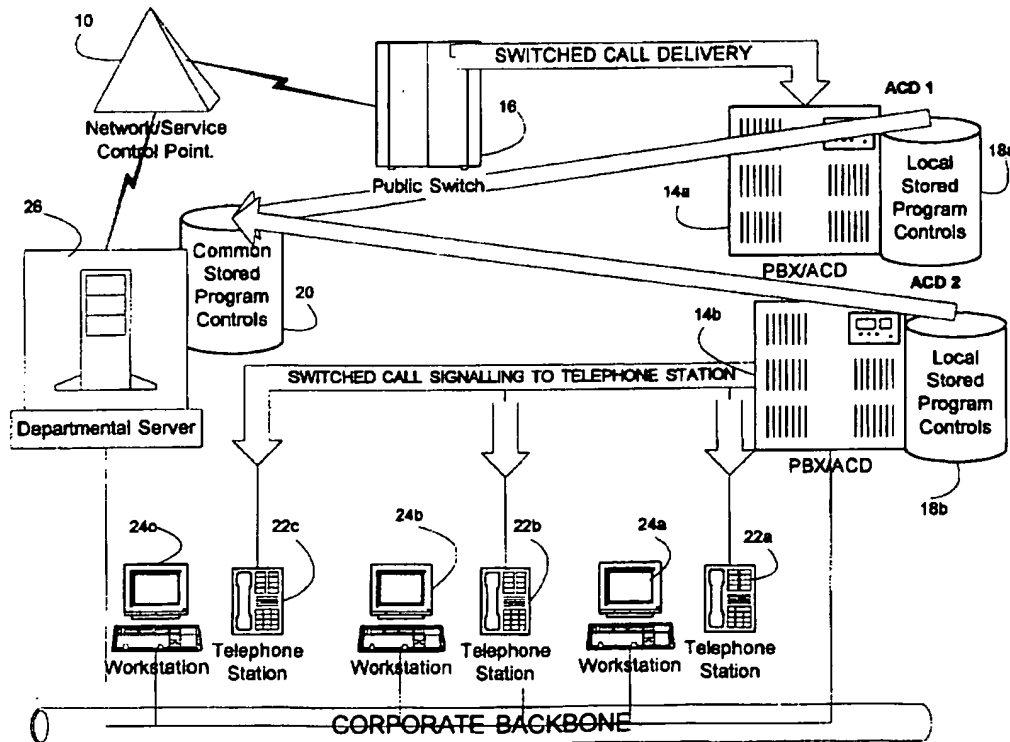 10
SWITCHED CALL DELIVERY
ACD 1
16
Network/Service
Control Point.
Public Switch
14a
Local
Stored
Program
Controls
18a
26
Common
Stored
Program
Controls
20
PBX/ACD
ACD 2
14b
Local
Stored
Program
Controls
SWITCHED CALL SIGNALLING TO TELEPHONE STATION
Departmental Server
PBX/ACD
18b
24c
22c
24b
22b
24a
22a
Workstation
Telephone
Station
Workstation
Telephone
Station
Workstation
Telephone
Station
CORPORATE BACKBONE